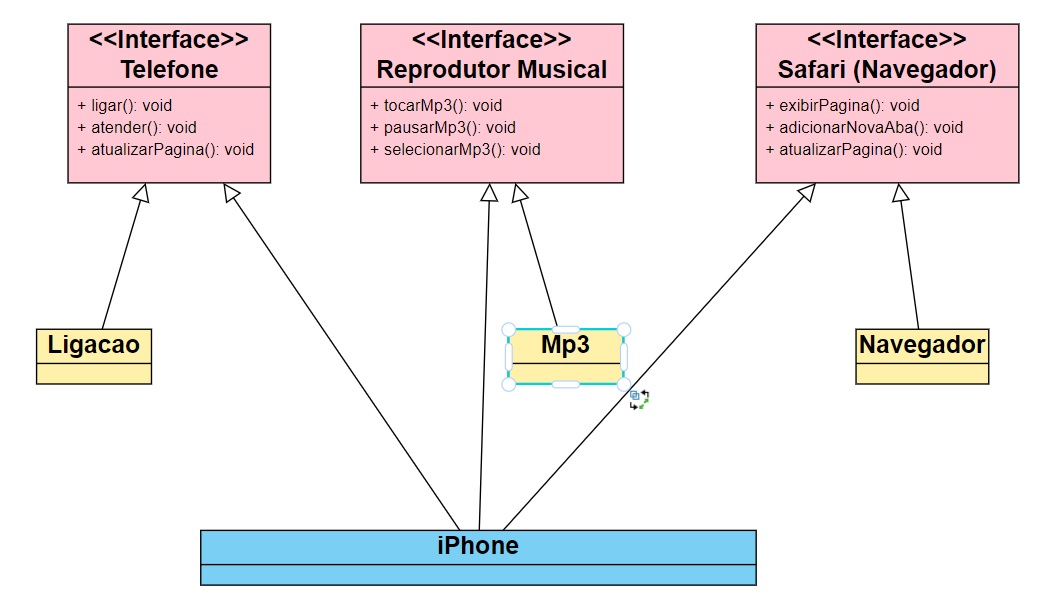 <<Interface>>
Telefone
+ ligar(): void
+ atender(): void
+ atualizarPagina(): void
<<Interface>>
Reprodutor Musical
+ tocarMp3(): void
+ pausarMp3(): void
+ selecionarMp3(): void
<<Interface>>
Safari (Navegador)
+ exibirPagina(): void
+ adicionarNovaAba(): void
+ atualizarPagina(): void
Ligacao
Mp3
Navegador
iPhone